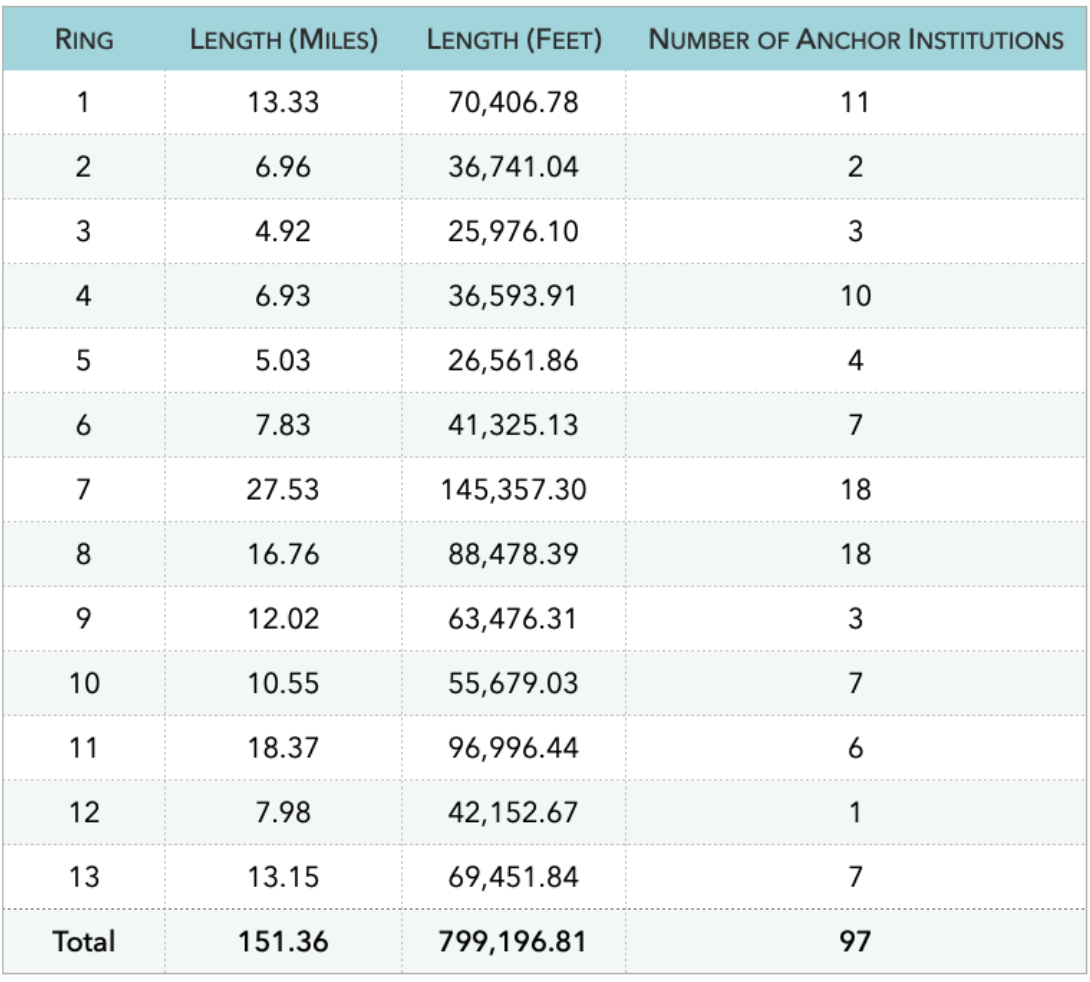 RING LENGTH (MILES) LENGTH (FEET) NUMBER OF ANCHOR INSTITUTIONS
1 13.33 70,406.78 11
2 6.96 36,741.04 2
3 4.92 25,976.10 3
4 6.93 36,593.91 10
5 5.03 26,561.86 4
6 7.83 41,325.13 7
7 27.53 145,357.30 18
8 16.76 88,478.39 18
9 12.02 63,476.31 3
10 10.55 55,679.03 7
11 18.37 96,996.44 6
12 7.98 42,152.67 1
13 13.15 69,451.84 7
Total 151.36 799,196.81 97